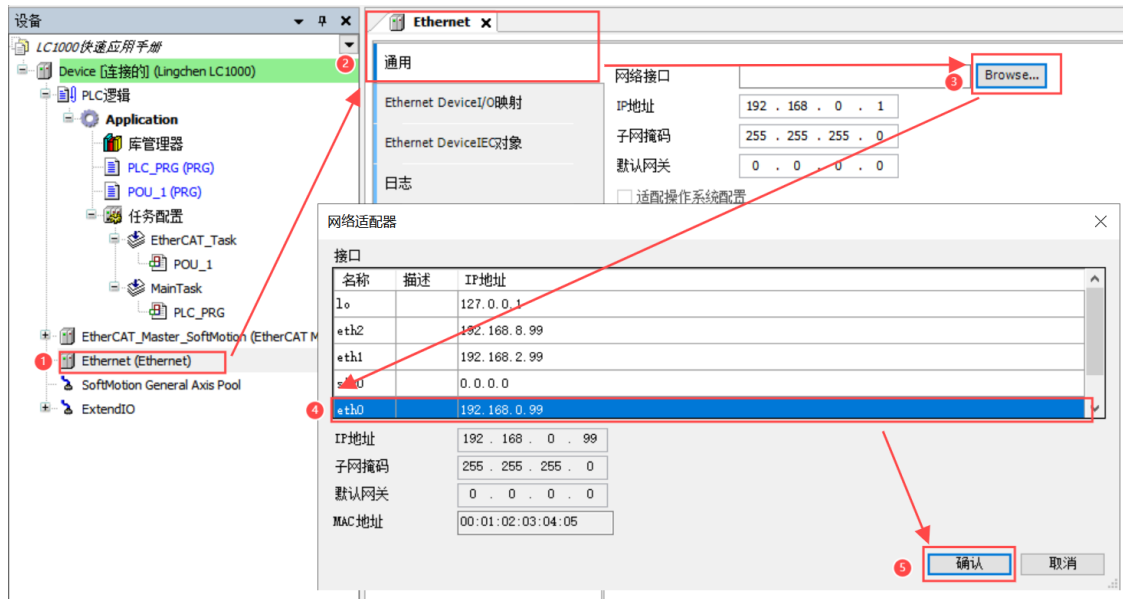 设备
LC1000快速应用手册
Device [连接的] (Lingchen LC1000)
PLC逻辑
Application
库管理器
PLC_PRG (PRG)
POU_1 (PRG)
任务配置
EtherCAT_Task
POU_1
MainTask
PLC_PRG
EtherCAT_Master_SoftMotion (EtherCAT M
1
Ethernet (Ethernet)
SoftMotion General Axis Pool
ExtendIO
Ethernet
2
通用
Ethernet DeviceI/O映射
Ethernet DeviceIEC对象
日志
网络接口
3
Browse...
IP地址
192 . 168 . 0 . 1
子网掩码
255 . 255 . 255 . 0
默认网关
0 . 0 . 0 . 0
适配操作系统配置
网络适配器
接口
名称 描述 IP地址
lo 127.0.0.1
eth2 192.168.8.99
eth1 192.168.2.99
0.0.0.0
4
eth0 192.168.0.99
IP地址 192 . 168 . 0 . 99
子网掩码 255 . 255 . 255 . 0
默认网关 0 . 0 . 0 . 0
MAC地址 00:01:02:03:04:05
5
确认
取消